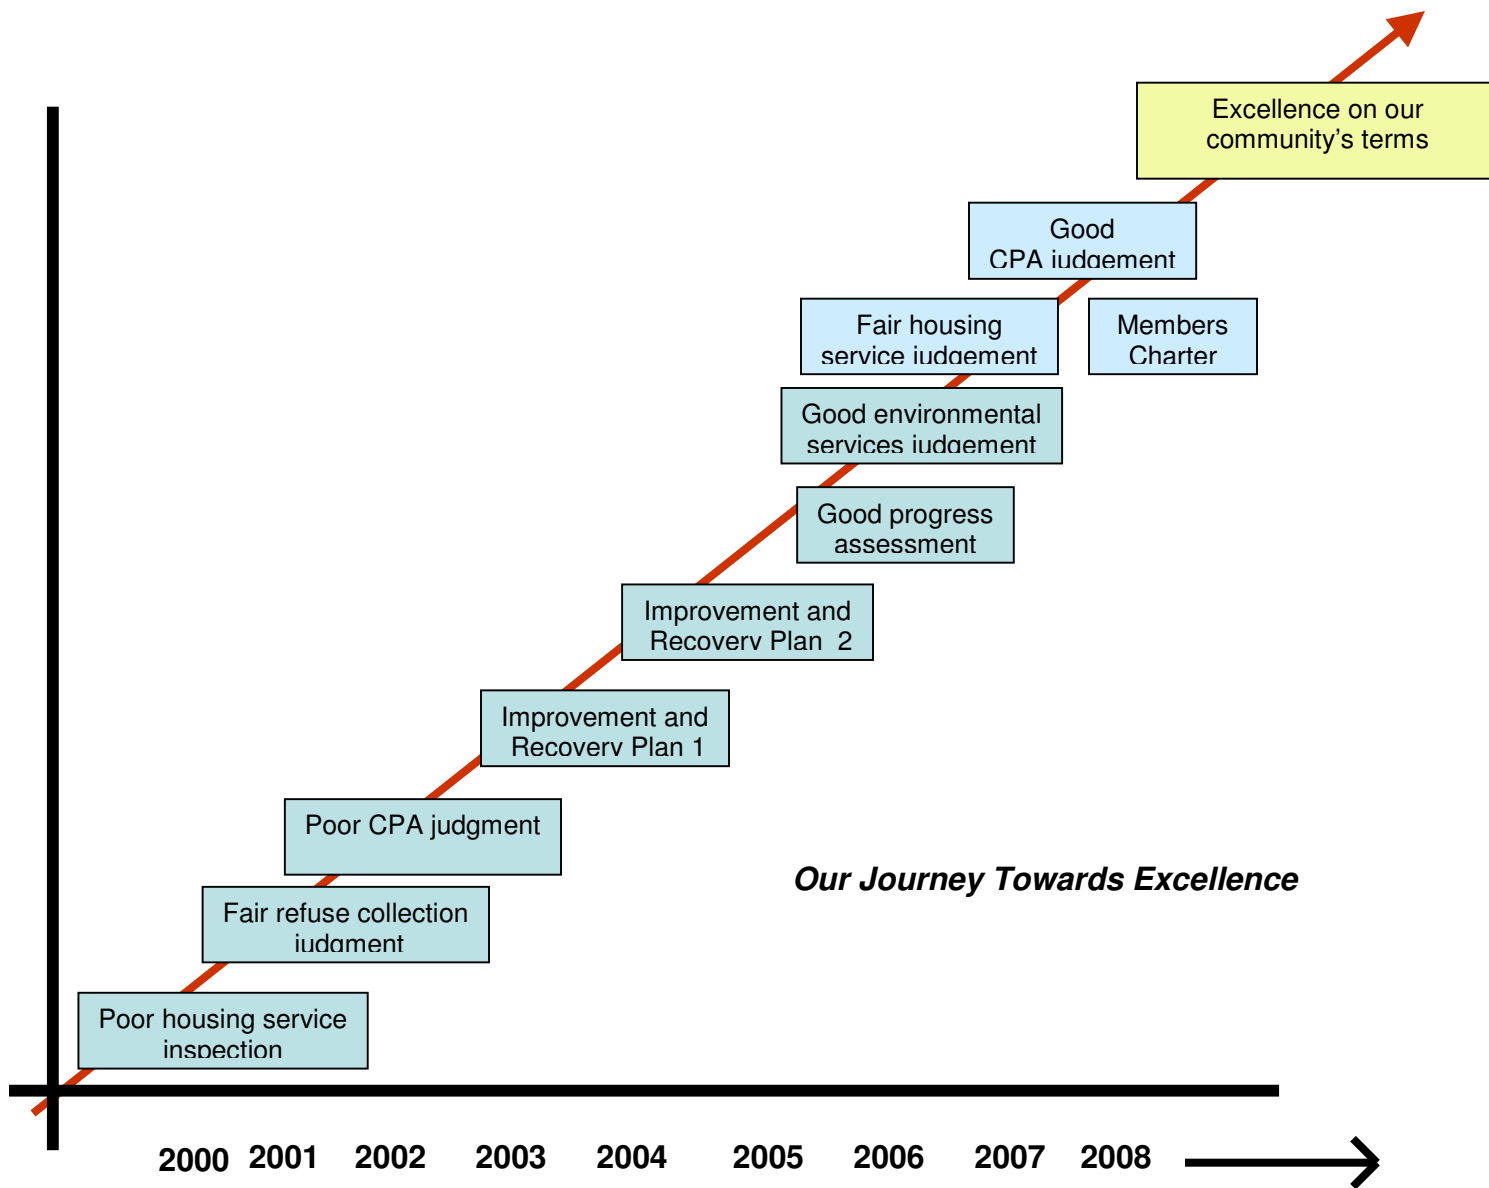 Excellence on our
community’s terms
Good
CPA judgement
Fair housing
service judgement
Members
Charter
Good environmental
services judgement
Good progress
assessment
Improvement and
Recovery Plan  2
Improvement and
Recovery Plan 1
Poor CPA judgment
Our Journey Towards Excellence
Fair refuse collection
judgment
Poor housing service
inspection
2000 2001 2002 2003 2004 2005 2006 2007 2008